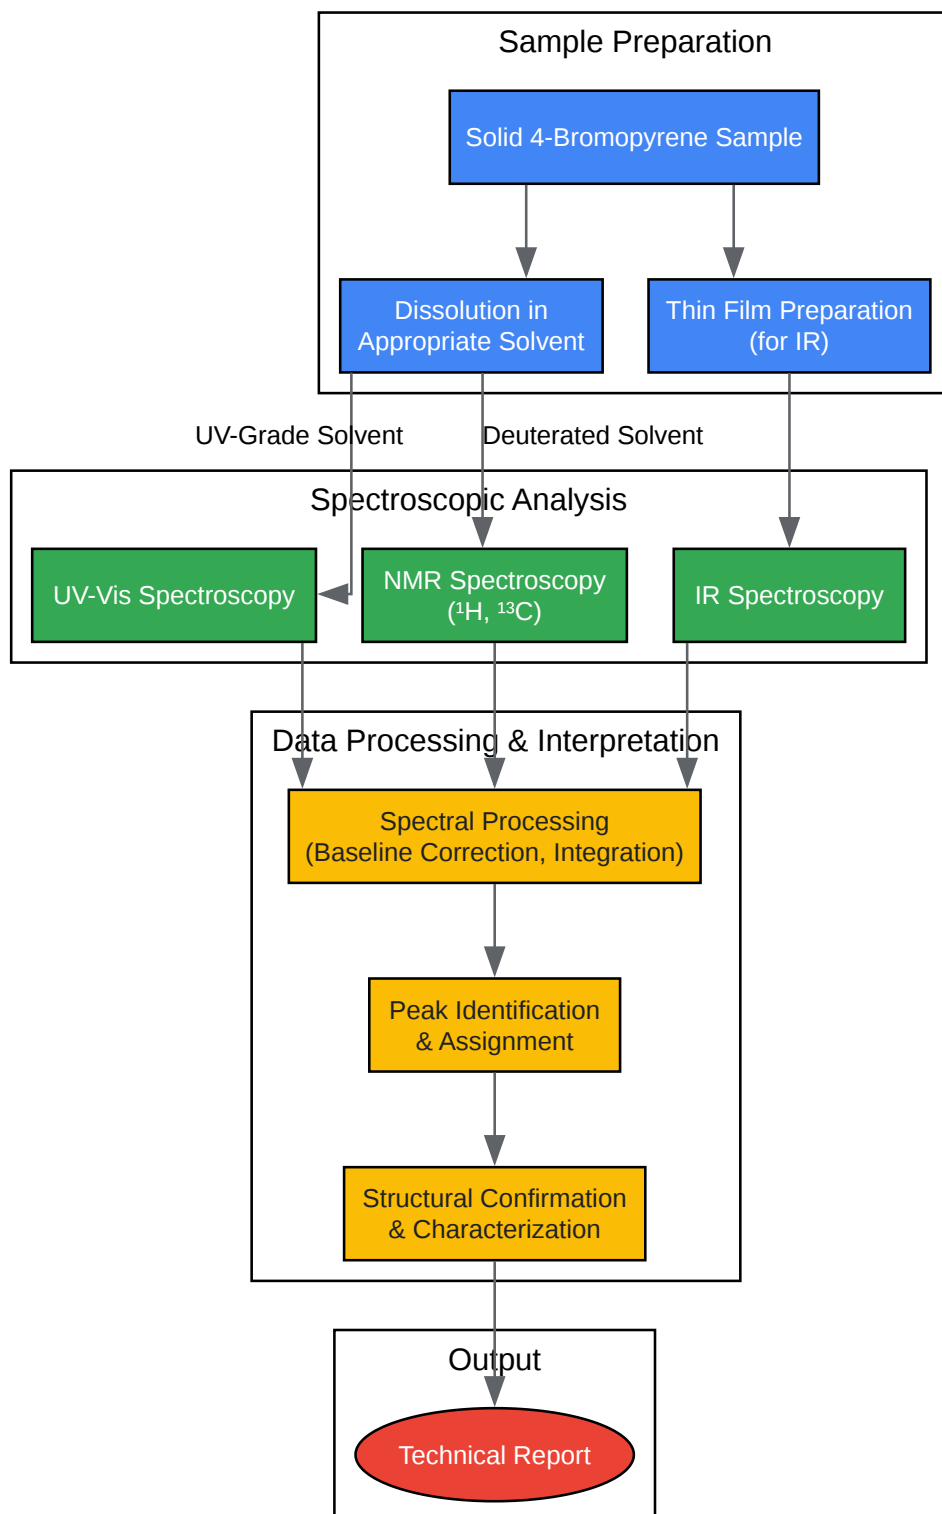 Sample Preparation
Solid 4-Bromopyrene Sample
Dissolution in
Appropriate Solvent
Thin Film Preparation
(for IR)
UV-Grade Solvent
Deuterated Solvent
Spectroscopic Analysis
UV-Vis Spectroscopy
NMR Spectroscopy
(¹H, ¹³C)
IR Spectroscopy
Data Processing & Interpretation
Spectral Processing
(Baseline Correction, Integration)
Peak Identification
& Assignment
Structural Confirmation
& Characterization
Output
Technical Report